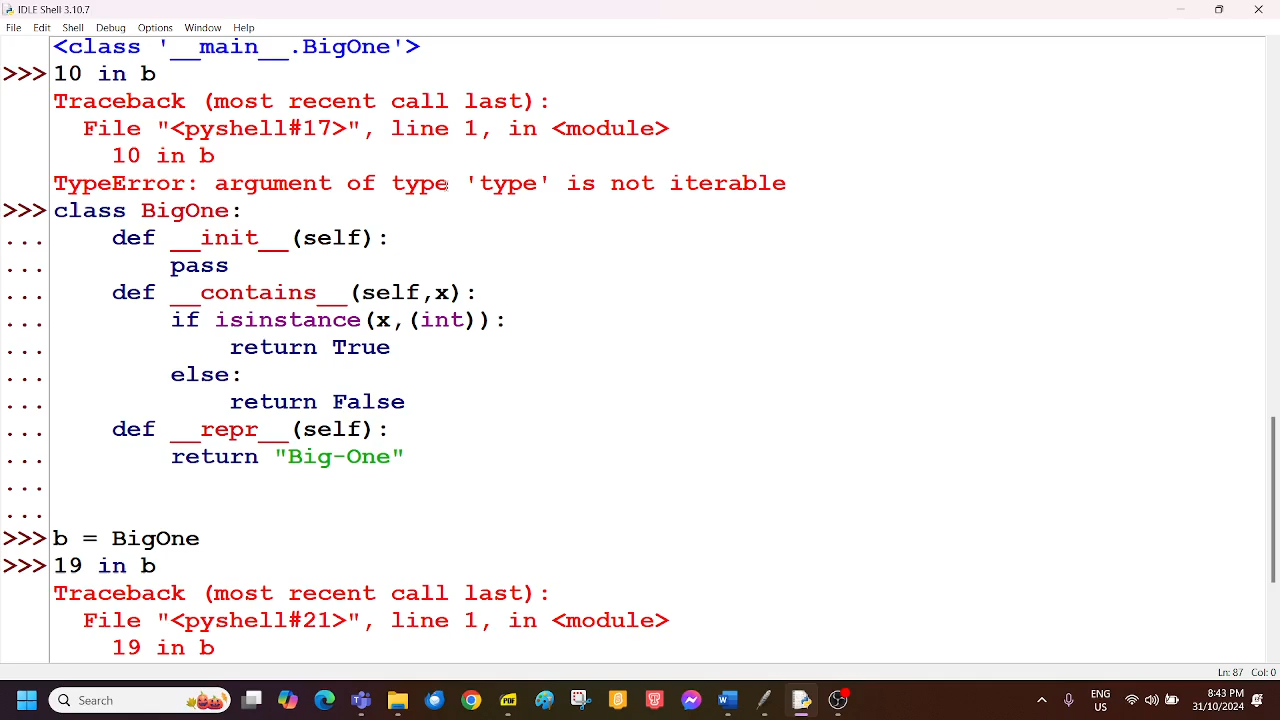 IDLE Shell 3.10.7
File Edit Shell Debug Options Window Help
<class '__main__.BigOne'>
>>> 10 in b
Traceback (most recent call last):
  File "<pyshell#17>", line 1, in <module>
    10 in b
TypeError: argument of type 'type' is not iterable
>>> class BigOne:
...     def __init__(self):
...         pass
...     def __contains__(self,x):
...         if isinstance(x,(int)):
...             return True
...         else:
...             return False
...     def __repr__(self):
...         return "Big-One"
...
...
>>> b = BigOne
>>> 19 in b
Traceback (most recent call last):
  File "<pyshell#21>", line 1, in <module>
    19 in b
Ln: 87 Col: 0
Search
PDF
ENG
US
8:43 PM
31/10/2024